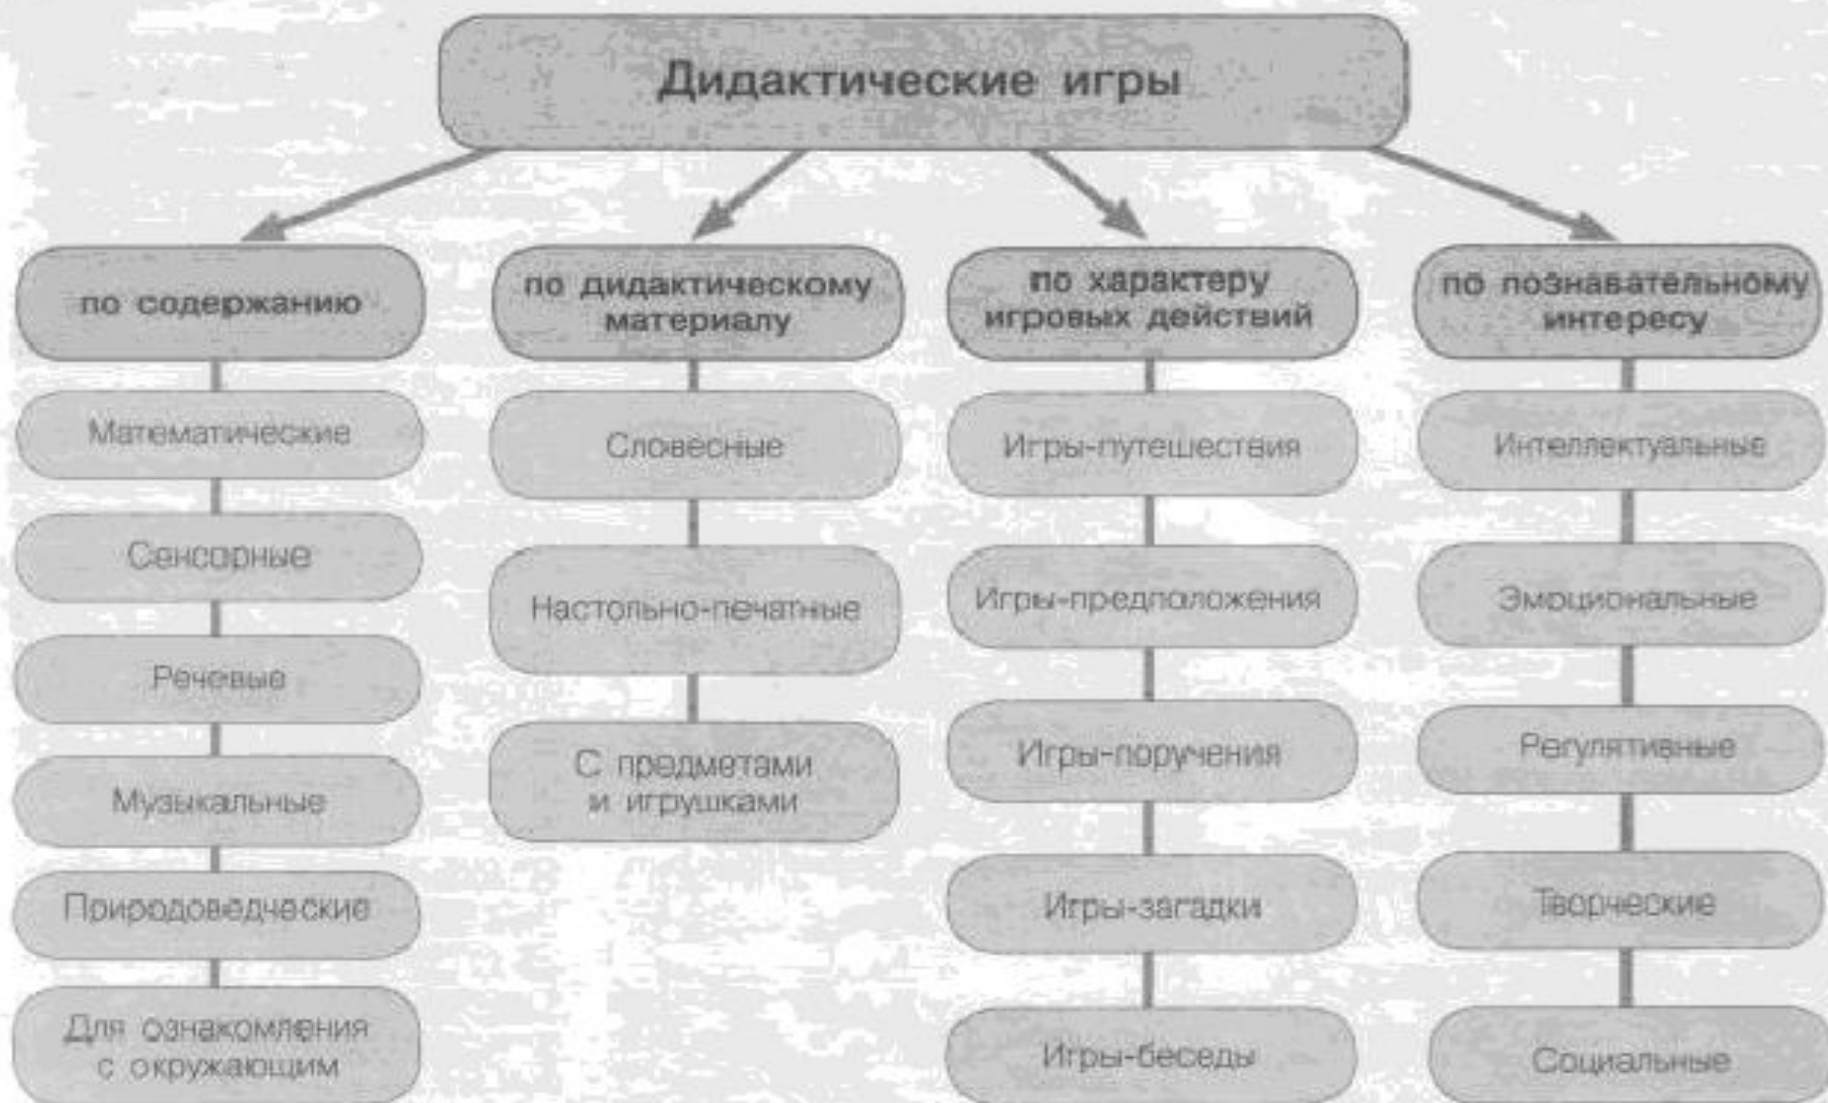 Дидактические игры
по содержанию
Математические
Сенсорные
Речевые
Музыкальные
Природоведческие
Для ознакомления
с окружающим
по дидактическому
материалу
Словесные
Настольно-печатные
С предметами
и игрушками
по характеру
игровых действий
Игры-путешествия
Игры-предположения
Игры-поручения
Игры-загадки
Игры-беседы
по познавательному
интересу
Интеллектуальные
Эмоциональные
Регулятивные
Творческие
Социальные